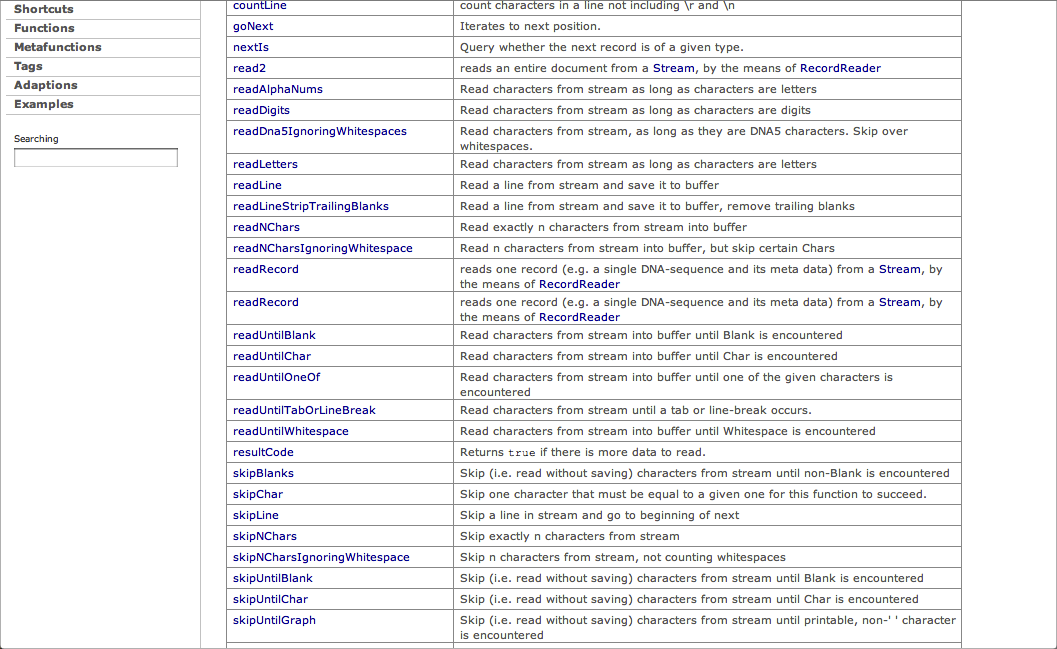 Shortcuts
Functions
Metafunctions
Tags
Adaptions
Examples
Searching
countLine count characters in a line not including \r and \n
goNext Iterates to next position.
nextIs Query whether the next record is of a given type.
read2 reads an entire document from a Stream, by the means of RecordReader
readAlphaNums Read characters from stream as long as characters are letters
readDigits Read characters from stream as long as characters are digits
readDna5IgnoringWhitespaces Read characters from stream, as long as they are DNA5 characters. Skip over
whitespaces.
readLetters Read characters from stream as long as characters are letters
readLine Read a line from stream and save it to buffer
readLineStripTrailingBlanks Read a line from stream and save it to buffer, remove trailing blanks
readNChars Read exactly n characters from stream into buffer
readNCharsIgnoringWhitespace Read n characters from stream into buffer, but skip certain Chars
readRecord reads one record (e.g. a single DNA-sequence and its meta data) from a Stream, by
the means of RecordReader
readRecord reads one record (e.g. a single DNA-sequence and its meta data) from a Stream, by
the means of RecordReader
readUntilBlank Read characters from stream into buffer until Blank is encountered
readUntilChar Read characters from stream into buffer until Char is encountered
readUntilOneOf Read characters from stream into buffer until one of the given characters is
encountered
readUntilTabOrLineBreak Read characters from stream until a tab or line-break occurs.
readUntilWhitespace Read characters from stream into buffer until Whitespace is encountered
resultCode Returns true if there is more data to read.
skipBlanks Skip (i.e. read without saving) characters from stream until non-Blank is encountered
skipChar Skip one character that must be equal to a given one for this function to succeed.
skipLine Skip a line in stream and go to beginning of next
skipNChars Skip exactly n characters from stream
skipNCharsIgnoringWhitespace Skip n characters from stream, not counting whitespaces
skipUntilBlank Skip (i.e. read without saving) characters from stream until Blank is encountered
skipUntilChar Skip (i.e. read without saving) characters from stream until Char is encountered
skipUntilGraph Skip (i.e. read without saving) characters from stream until printable, non-' ' character
is encountered